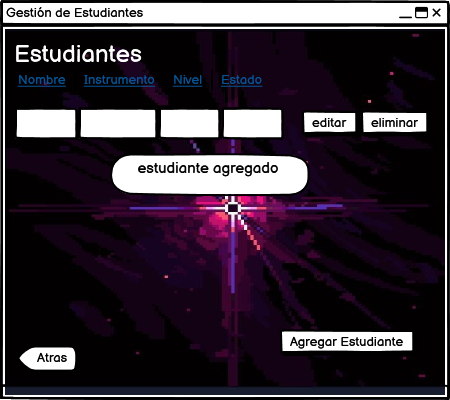 Gestión de Estudiantes
Estudiantes
Nombre Instrumento Nivel Estado
editar eliminar
estudiante agregado
Agregar Estudiante
Atras